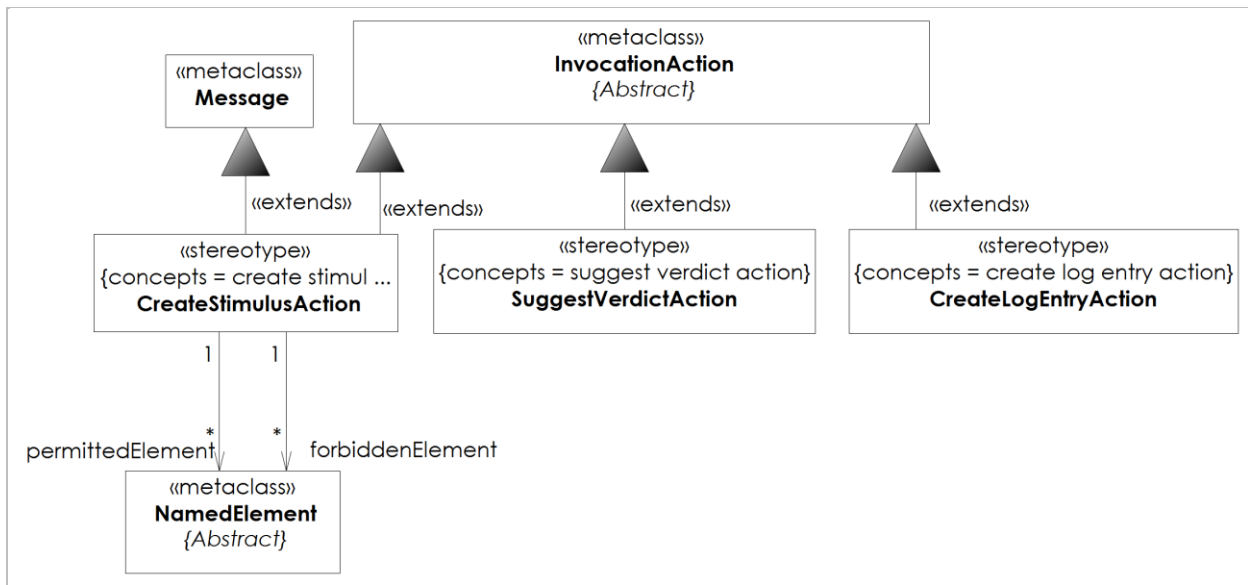 «metaclass»
Message
«metaclass»
InvocationAction
{Abstract}
«extends»
«extends»
«extends»
«extends»
«stereotype»
{concepts = create stimul ...
CreateStimulusAction
«stereotype»
{concepts = suggest verdict action}
SuggestVerdictAction
«stereotype»
{concepts = create log entry action}
CreateLogEntryAction
1
1
*
*
permittedElement
forbiddenElement
«metaclass»
NamedElement
{Abstract}